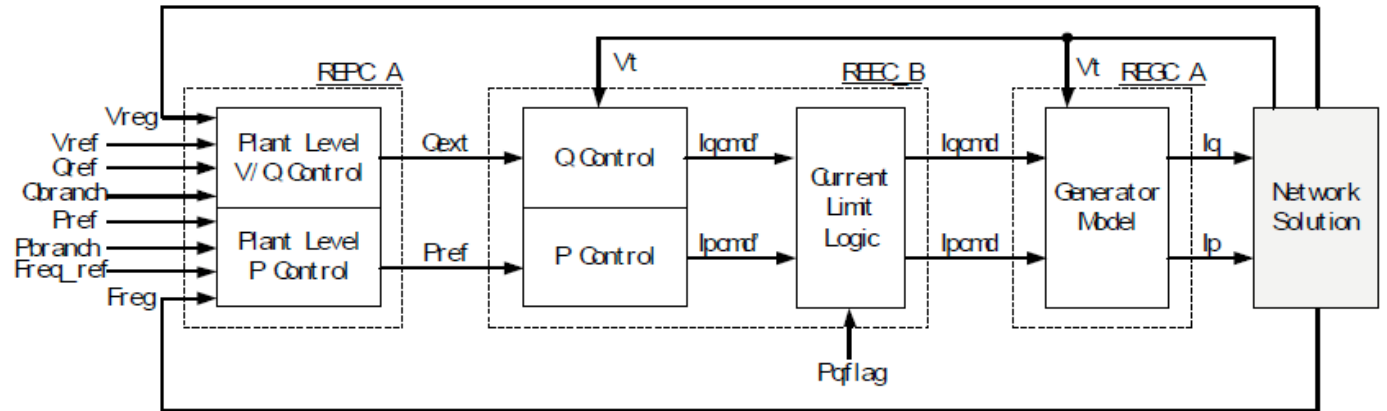 REPC_A
Vt
REEC_B
Vt
REGC_A
Vreg
Vref
Qref
Qbranch
Pref
Pbranch
Freq_ref
Freg
Plant Level
V/Q Control
Plant Level
P Control
Qext
Pref
Q Control
P Control
Iqcmd'
Ipcmd'
Current
Limit
Logic
Pqflag
Iqcmd
Ipcmd
Generator
Model
Iq
Ip
Network
Solution